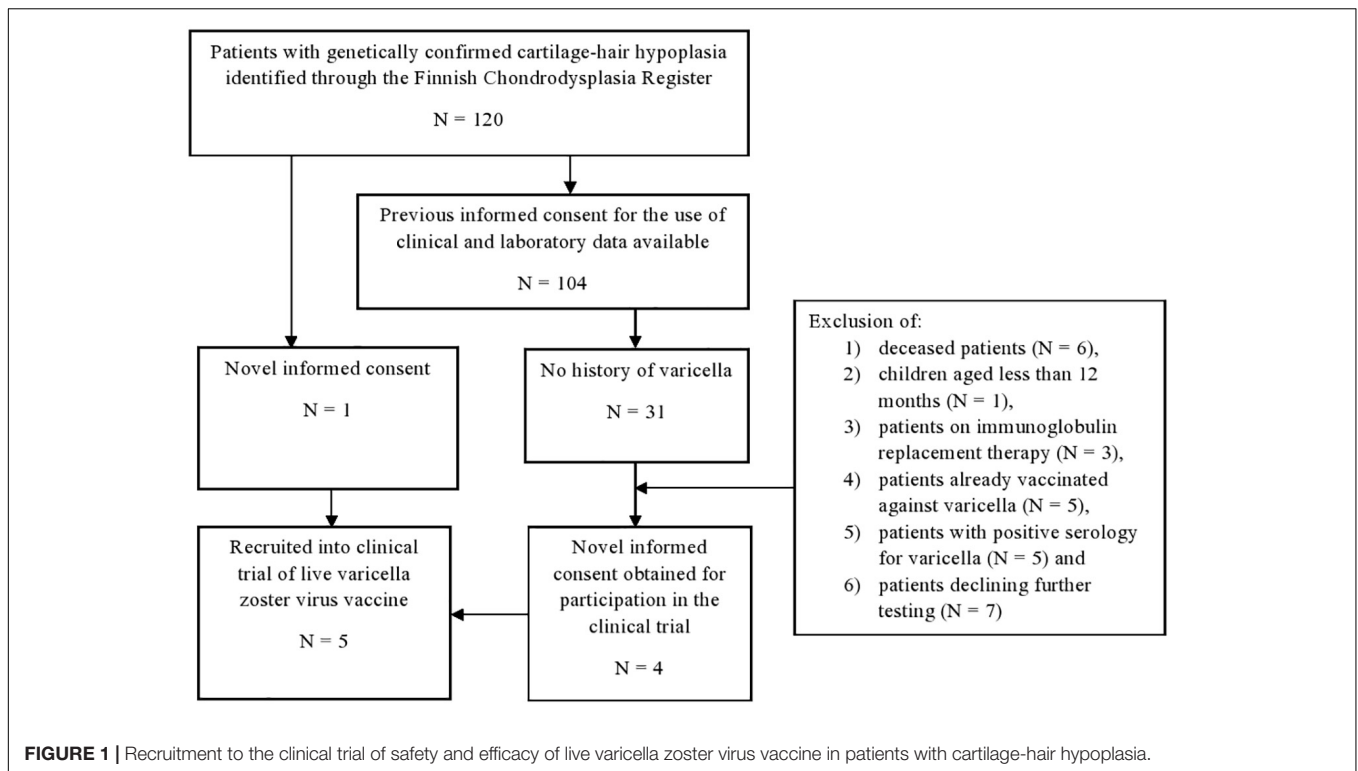 Patients with genetically confirmed cartilage-hair hypoplasia
identified through the Finnish Chondrodysplasia Register
N = 120
Previous informed consent for the use of
clinical and laboratory data available
N = 104
Novel informed consent
N = 1
No history of varicella
N = 31
Exclusion of:
1) deceased patients (N = 6),
2) children aged less than 12
months (N = 1),
3) patients on immunoglobulin
replacement therapy (N = 3),
4) patients already vaccinated
against varicella (N = 5),
5) patients with positive serology
for varicella (N = 5) and
6) patients declining further
testing (N = 7)
Recruited into clinical
trial of live varicella
zoster virus vaccine
N = 5
Novel informed
consent obtained for
participation in the
clinical trial
N = 4
FIGURE 1 | Recruitment to the clinical trial of safety and efficacy of live varicella zoster virus vaccine in patients with cartilage-hair hypoplasia.